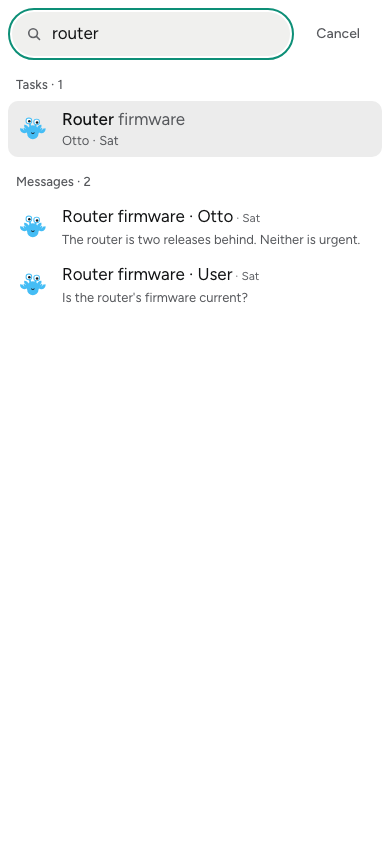 router
Cancel
Tasks · 1
Router firmware
Otto · Sat
Messages · 2
Router firmware · Otto · Sat
The router is two releases behind. Neither is urgent.
Router firmware · User · Sat
Is the router's firmware current?